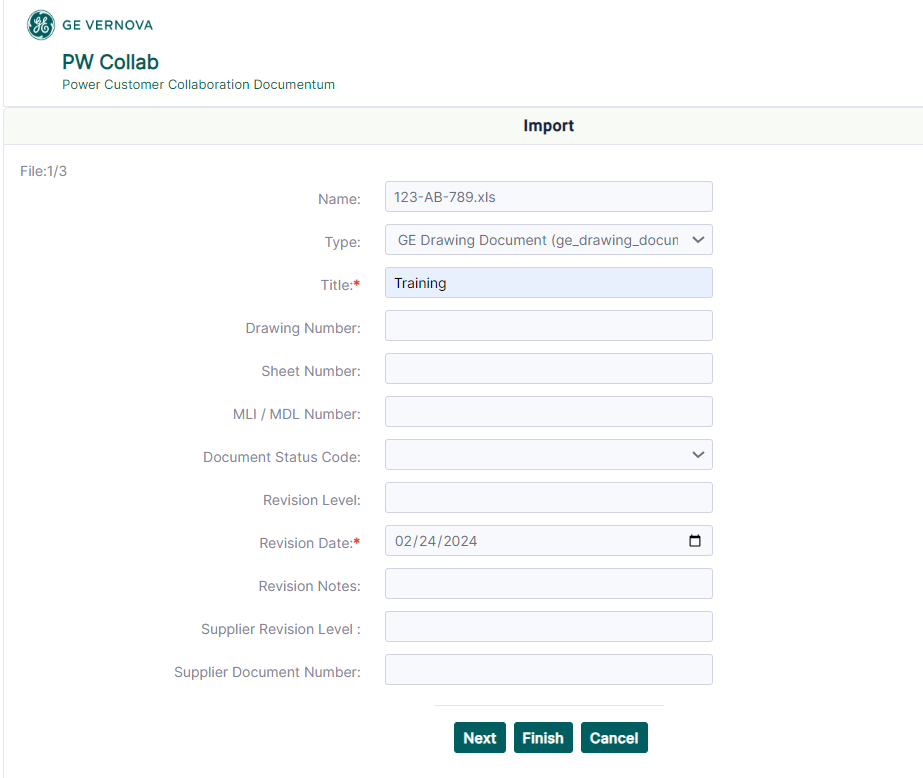 GE VERNOVA
PW Collab
Power Customer Collaboration Documentum
Import
File:1/3
Name: 123-AB-789.xls
Type: GE Drawing Document (ge_drawing_docun
Title:* Training
Drawing Number:
Sheet Number:
MLI / MDL Number:
Document Status Code:
Revision Level:
Revision Date:* 02/24/2024
Revision Notes:
Supplier Revision Level :
Supplier Document Number:
Next Finish Cancel